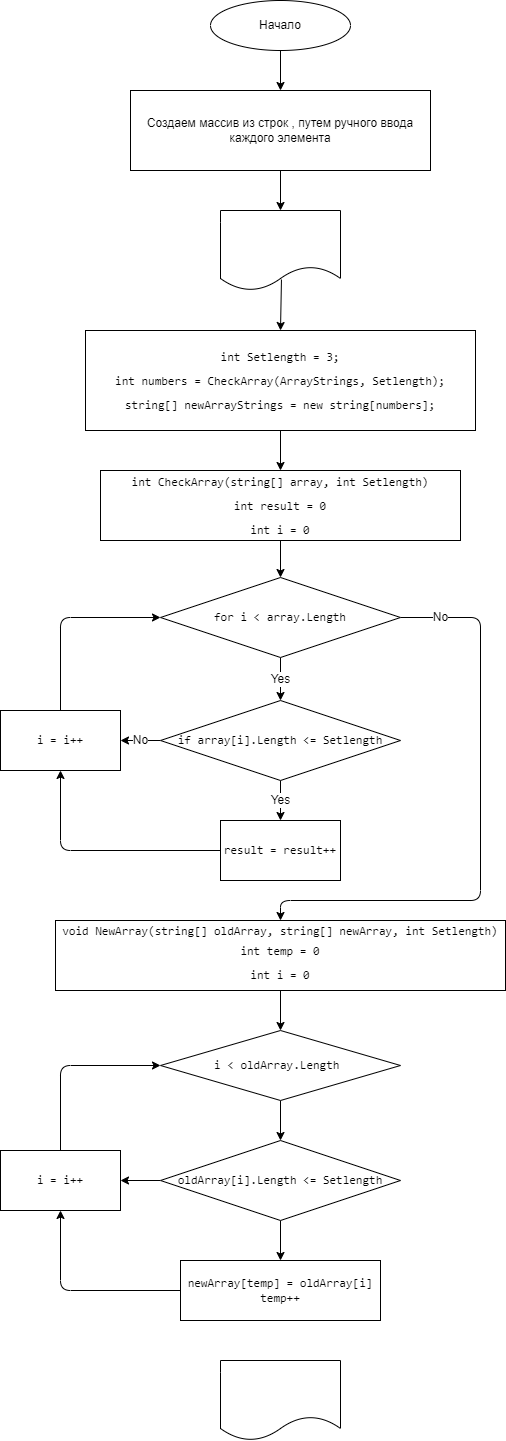 Начало
Создаем массив из строк , путем ручного ввода
каждого элемента
int Setlength = 3;
int numbers = CheckArray(ArrayStrings, Setlength);
string[] newArrayStrings = new string[numbers];
int CheckArray(string[] array, int Setlength)
int result = 0
int i = 0
for i < array.Length
No
Yes
i = i++
No
if array[i].Length <= Setlength
Yes
result = result++
void NewArray(string[] oldArray, string[] newArray, int Setlength)
int temp = 0
int i = 0
i < oldArray.Length
i = i++
oldArray[i].Length <= Setlength
newArray[temp] = oldArray[i]
temp++